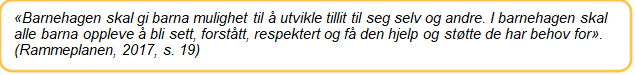 «Barnehagen skal gi barna mulighet til å utvikle tillit til seg selv og andre. I barnehagen skal
alle barna oppleve å bli sett, forstått, respektert og få den hjelp og støtte de har behov for».
(Rammeplanen, 2017, s. 19)